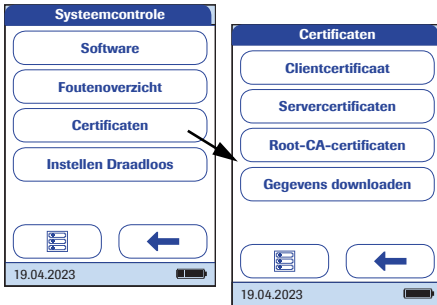 Systeemcontrole
Software
Foutenoverzicht
Certificaten
Instellen Draadloos
19.04.2023
Certificaten
Clientcertificaat
Servercertificaten
Root-CA-certificaten
Gegevens downloaden
19.04.2023